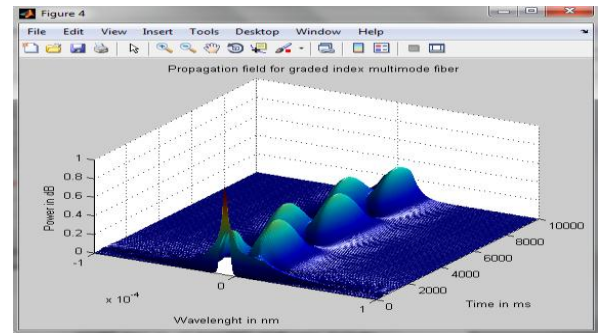 Figure 4
File Edit View Insert Tools Desktop Window Help
Propagation field for graded index multimode fiber
Power in dB
1
0.8
0.6
0.4
0.2
0
-1
0
1
x 10^-4
Wavelenght in nm
0
2000
4000
6000
8000
10000
Time in ms